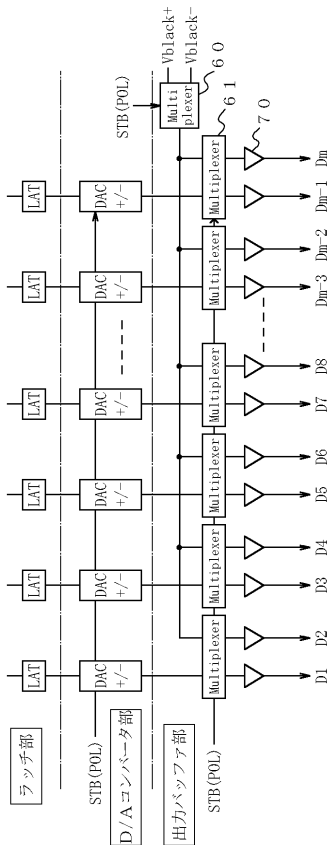 ラッチ部
LAT LAT LAT LAT LAT LAT
STB(POL)
D/Aコンバータ部
DAC +/- DAC +/- DAC +/- DAC +/- DAC +/- DAC +/-
出力バッファ部
STB(POL)
Multi plexer
Vblack+
Vblack-
60
STB(POL)
Multiplexer Multiplexer Multiplexer Multiplexer Multiplexer Multiplexer
61
70
D1 D2 D3 D4 D5 D6 D7 D8 Dm-3 Dm-2 Dm-1 Dm